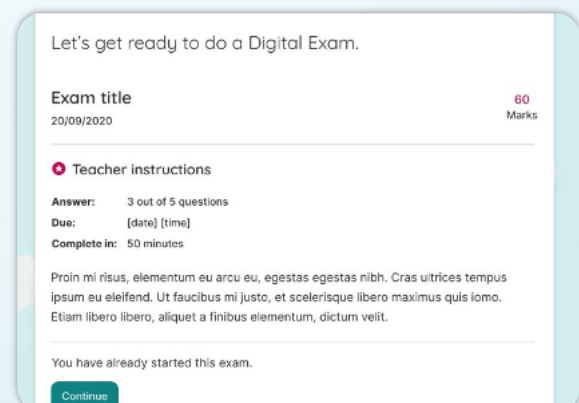 Let's get ready to do a Digital Exam.
Exam title
60
20/09/2020
Marks
Teacher instructions
Answer: 3 out of 5 questions
Due: [date] [time]
Complete in: 50 minutes
Proin mi risus, elementum eu arcu eu, egestas egestas nibh. Cras ultrices tempus
ipsum eu eleifend. Ut faucibus mi justo, et scelerisque libero maximus quis iomo.
Etiam libero libero, aliquet a finibus elementum, dictum velit.
You have already started this exam.
Continue